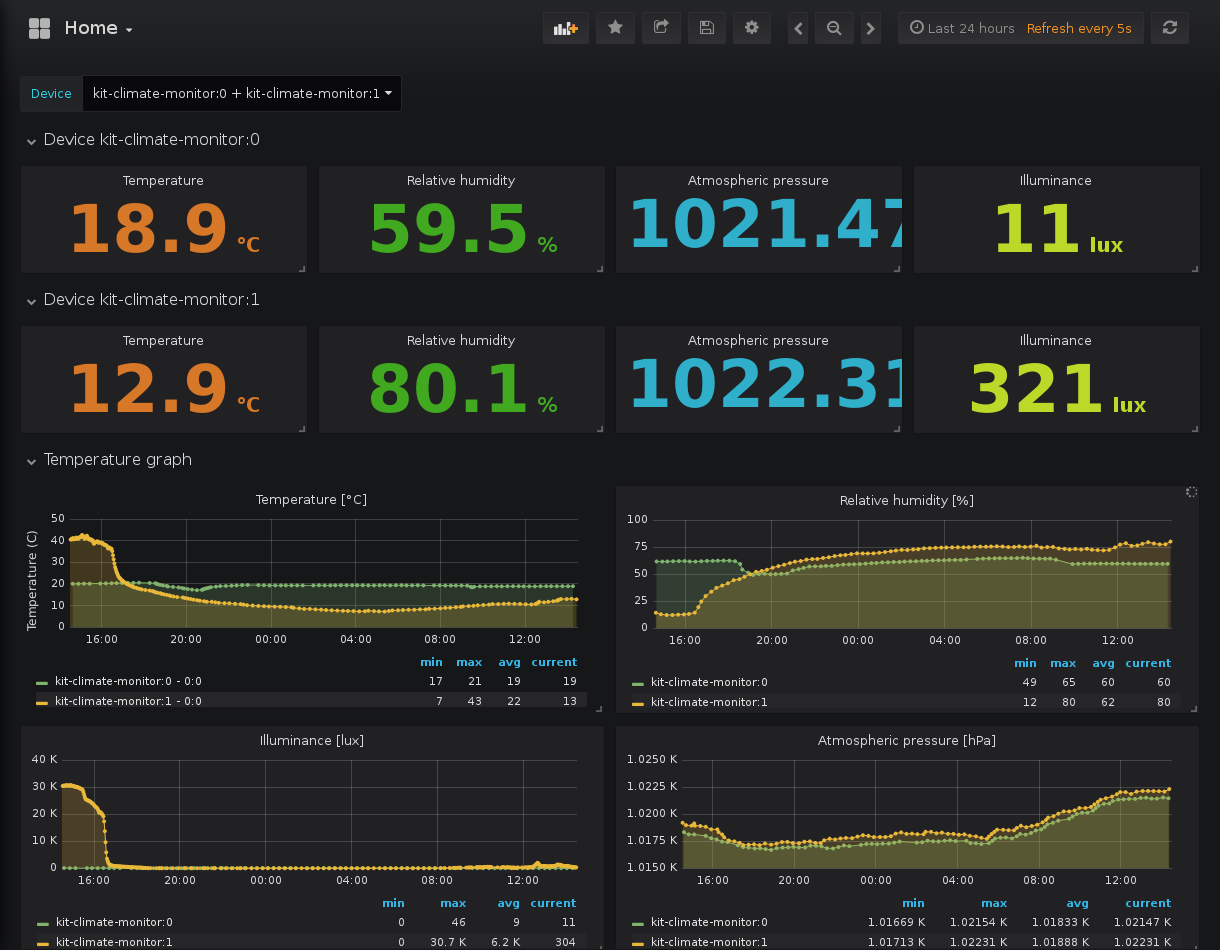 Home
Last 24 hours Refresh every 5s
Device kit-climate-monitor:0 + kit-climate-monitor:1
Device kit-climate-monitor:0
Temperature Relative humidity Atmospheric pressure Illuminance
18.9 °C 59.5 % 1021.47 11 lux
Device kit-climate-monitor:1
Temperature Relative humidity Atmospheric pressure Illuminance
12.9 °C 80.1 % 1022.31 321 lux
Temperature graph
Temperature [°C]
Temperature (C)
50
40
30
20
10
0
16:00 20:00 00:00 04:00 08:00 12:00
min max avg current
kit-climate-monitor:0 - 0:0 17 21 19 19
kit-climate-monitor:1 - 0:0 7 43 22 13
Relative humidity [%]
100
75
50
25
0
16:00 20:00 00:00 04:00 08:00 12:00
min max avg current
kit-climate-monitor:0 49 65 60 60
kit-climate-monitor:1 12 80 62 80
Illuminance [lux]
40 K
30 K
20 K
10 K
0
16:00 20:00 00:00 04:00 08:00 12:00
min max avg current
kit-climate-monitor:0 0 46 9 11
kit-climate-monitor:1 0 30.7 K 6.2 K 304
Atmospheric pressure [hPa]
1.0250 K
1.0225 K
1.0200 K
1.0175 K
1.0150 K
16:00 20:00 00:00 04:00 08:00 12:00
min max avg current
kit-climate-monitor:0 1.01669 K 1.02154 K 1.01833 K 1.02147 K
kit-climate-monitor:1 1.01713 K 1.02231 K 1.01888 K 1.02231 K